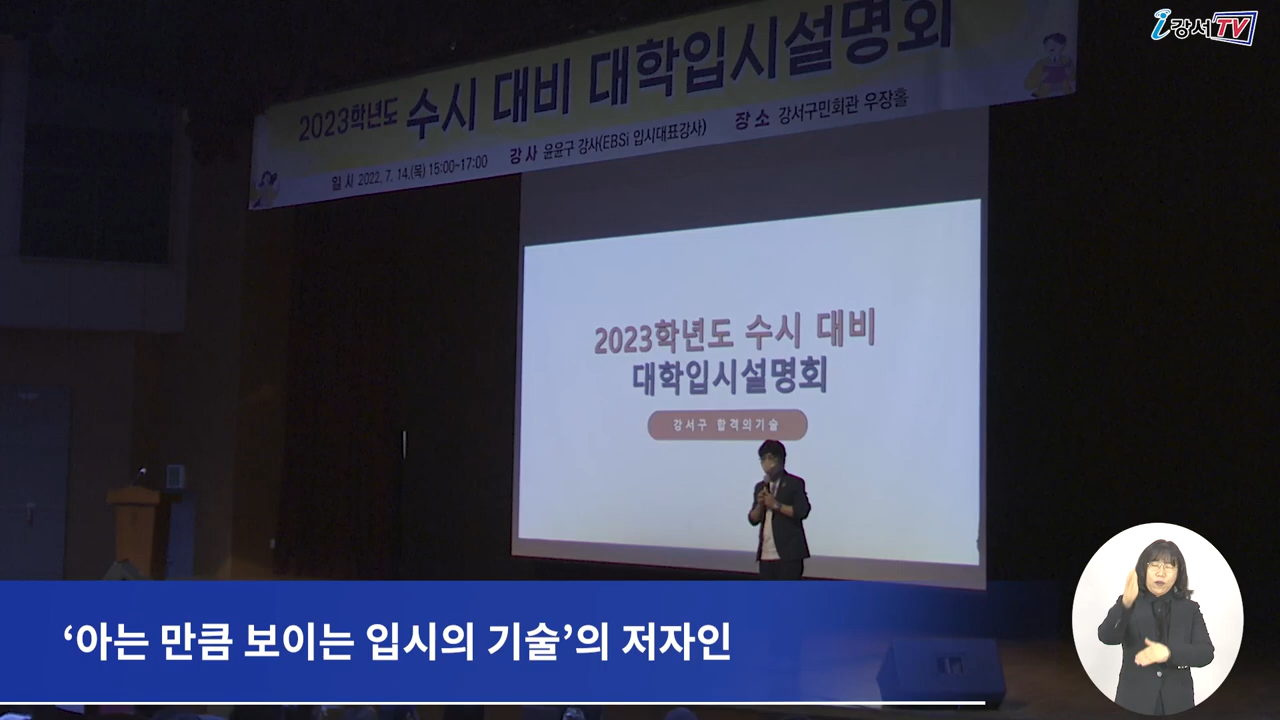 i강서TV
2023학년도 수시 대비 대학입시설명회
일 시 2022. 7. 14.(목) 15:00~17:00 강 사 윤윤구 강사(EBSi 입시대표강사) 장 소 강서구민회관 우장홀
2023학년도 수시 대비
대학입시설명회
강서구 합격의기술
‘아는 만큼 보이는 입시의 기술’의 저자인